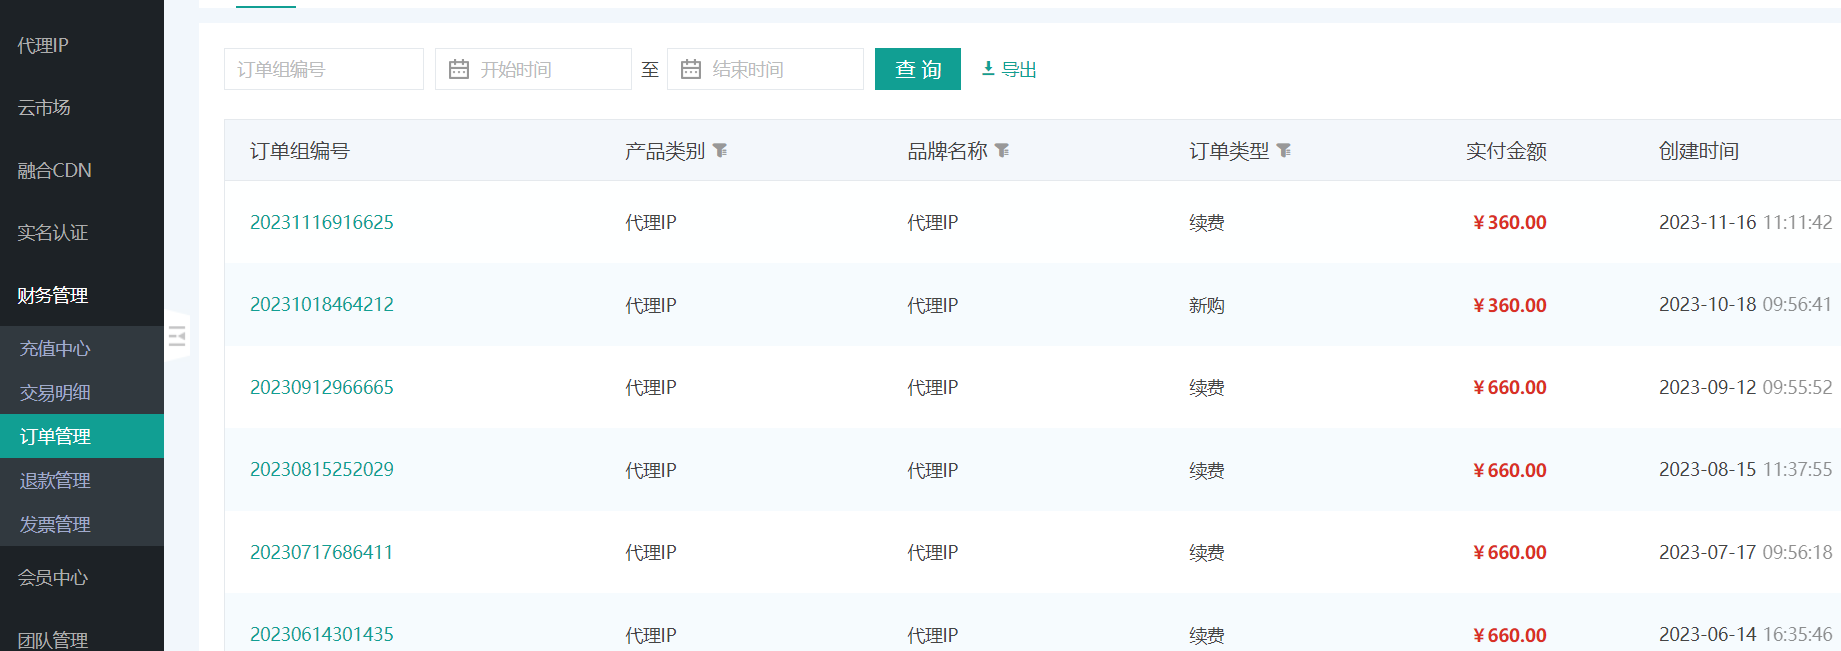 代理IP
云市场
融合CDN
实名认证
财务管理
充值中心
交易明细
订单管理
退款管理
发票管理
会员中心
团队管理
订单组编号 开始时间 至 结束时间 查询 导出
订单组编号 产品类别 品牌名称 订单类型 实付金额 创建时间
20231116916625 代理IP 代理IP 续费 ¥360.00 2023-11-16 11:11:42
20231018464212 代理IP 代理IP 新购 ¥360.00 2023-10-18 09:56:41
20230912966665 代理IP 代理IP 续费 ¥660.00 2023-09-12 09:55:52
20230815252029 代理IP 代理IP 续费 ¥660.00 2023-08-15 11:37:55
20230717686411 代理IP 代理IP 续费 ¥660.00 2023-07-17 09:56:18
20230614301435 代理IP 代理IP 续费 ¥660.00 2023-06-14 16:35:46